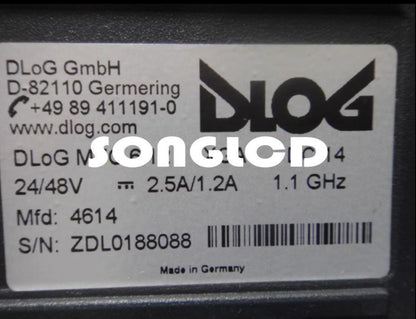 DLoG GmbH
D-82110 Germering
+49 89 411191-0
www.dlog.com
DLOG
SONGLCD
DLoG 14
24/48V 2.5A/1.2A 1.1 GHz
Mfd: 4614
S/N: ZDL0188088
Made in Germany